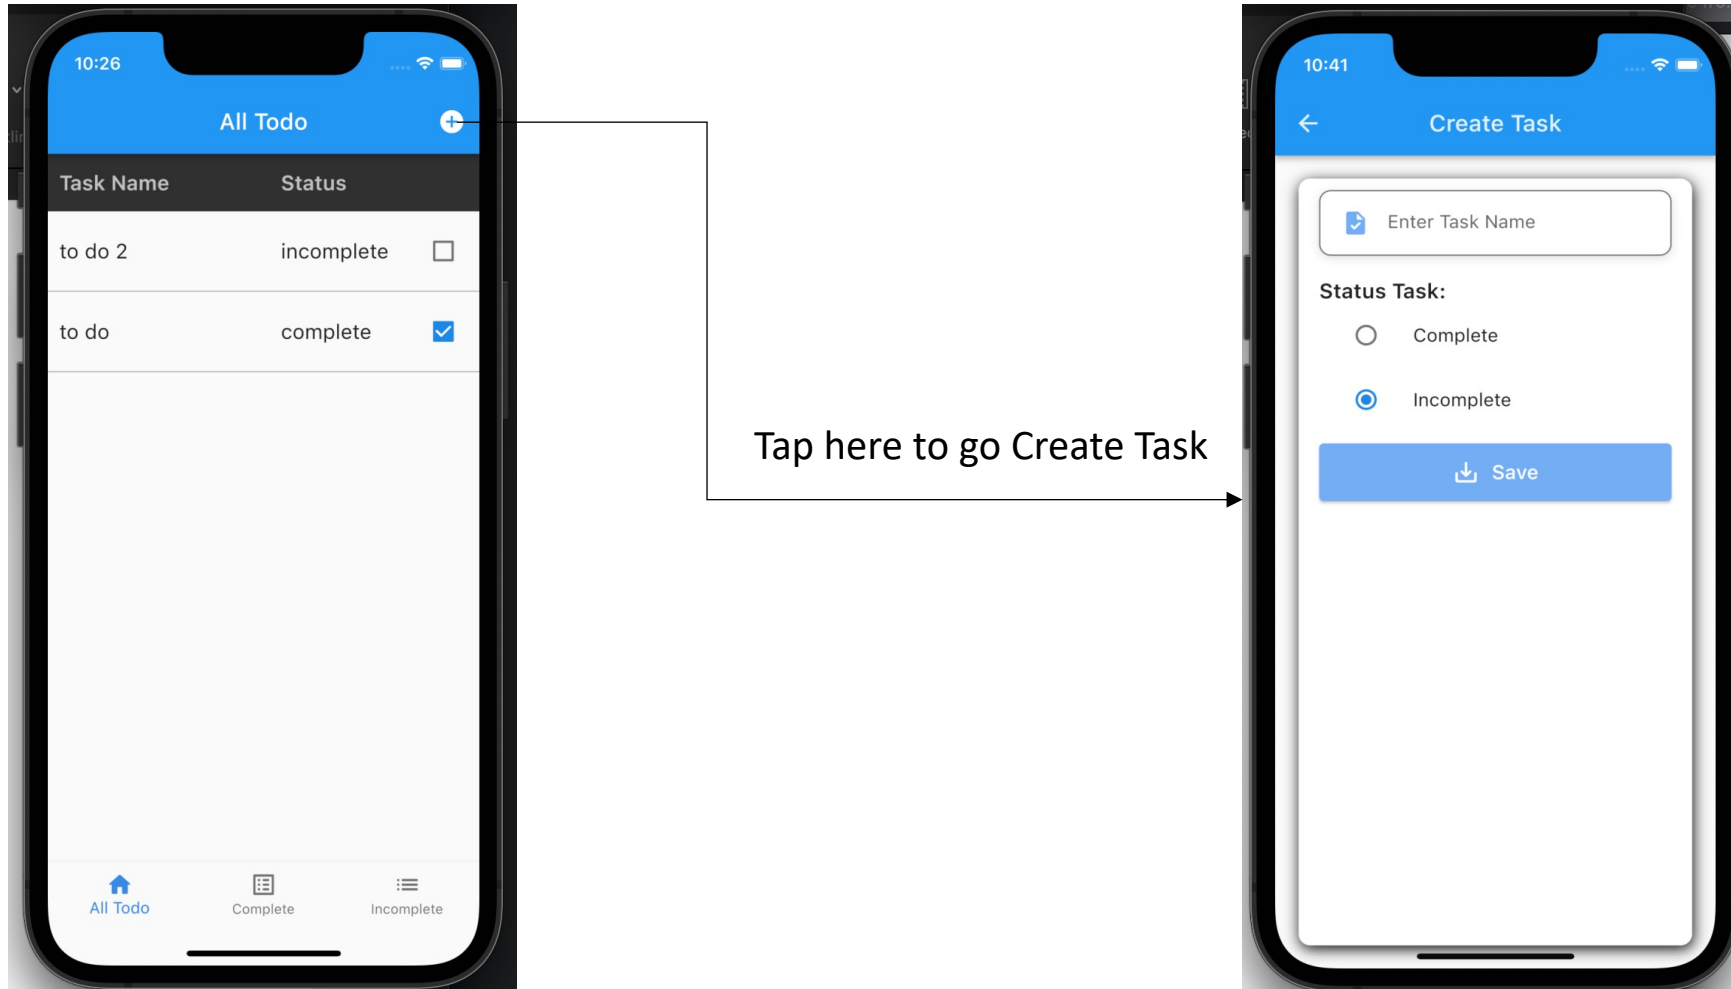 10:26
All Todo
Task Name Status
to do 2 incomplete
to do complete
All Todo Complete Incomplete
Tap here to go Create Task
10:41
Create Task
Enter Task Name
Status Task:
Complete
Incomplete
Save